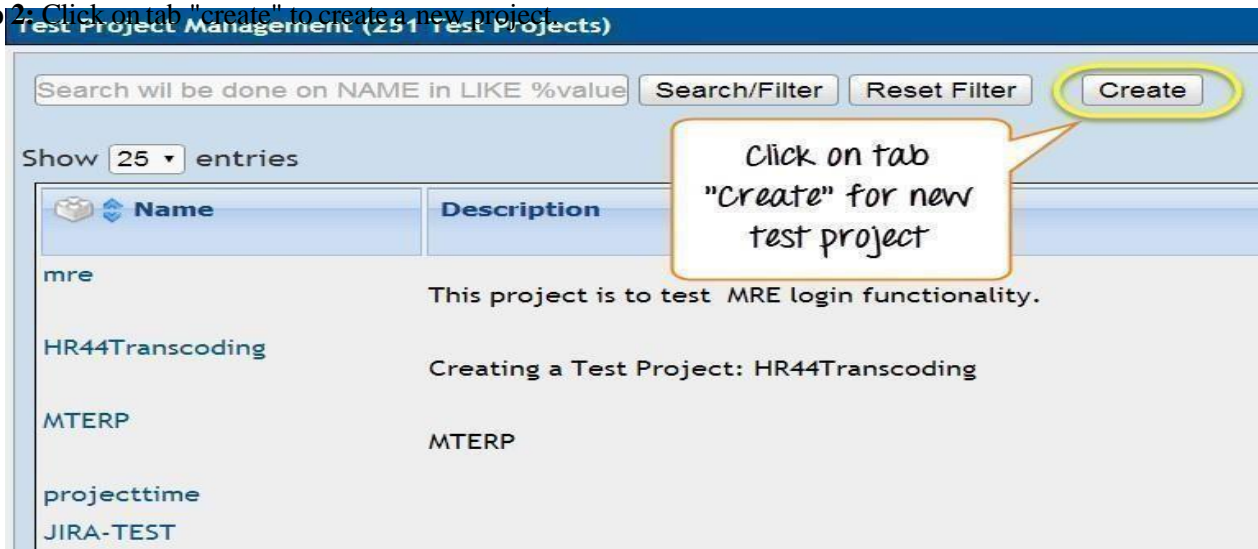 2: Click on tab "create" to create a new project.
Test Project Management (251 Test Projects)
Search wil be done on NAME in LIKE %value Search/Filter Reset Filter Create
Show 25 entries
Click on tab
"Create" for new
test project
Name Description
mre
This project is to test MRE login functionality.
HR44Transcoding
Creating a Test Project: HR44Transcoding
MTERP
MTERP
projecttime
JIRA-TEST